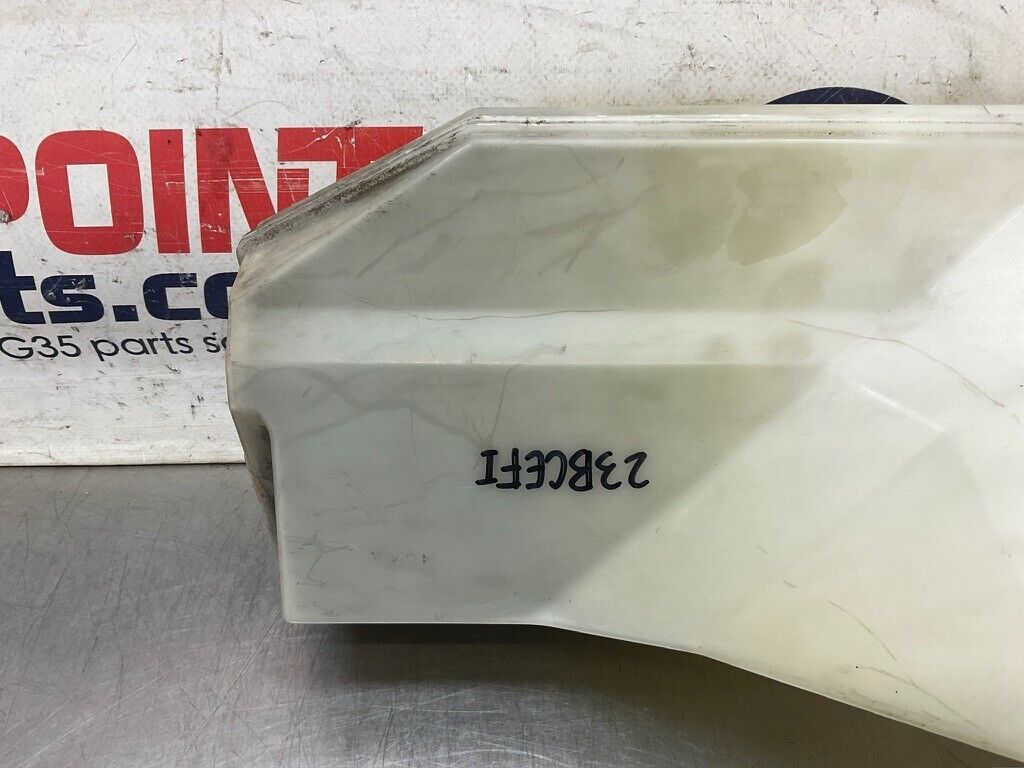 POINT
ts.co
G35 parts s
23BCEFI